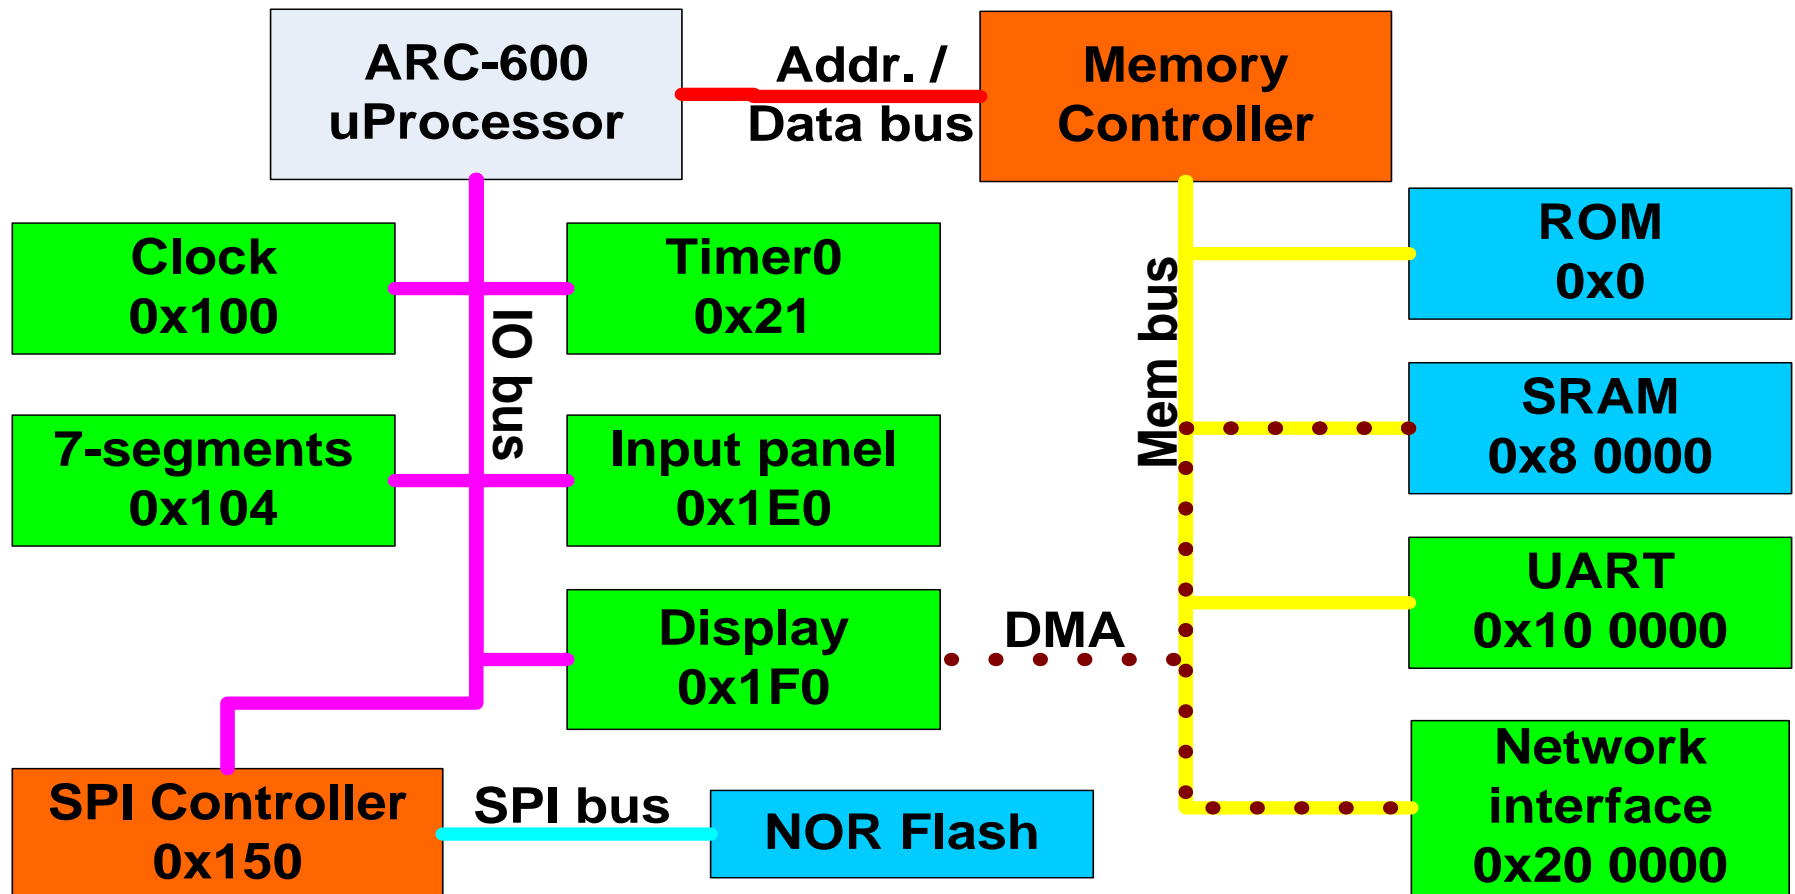 ARC-600
uProcessor
Addr. /
Data bus
Memory
Controller
Clock
0x100
Timer0
0x21
IO bus
7-segments
0x104
Input panel
0x1E0
Display
0x1F0
DMA
SPI Controller
0x150
SPI bus
NOR Flash
Mem bus
ROM
0x0
SRAM
0x8 0000
UART
0x10 0000
Network
interface
0x20 0000